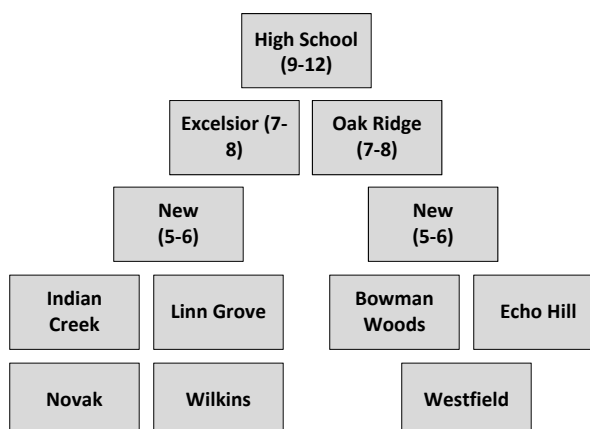 High School
(9-12)
Excelsior (7-
8)
Oak Ridge
(7-8)
New
(5-6)
New
(5-6)
Indian
Creek
Linn Grove
Bowman
Woods
Echo Hill
Novak
Wilkins
Westfield